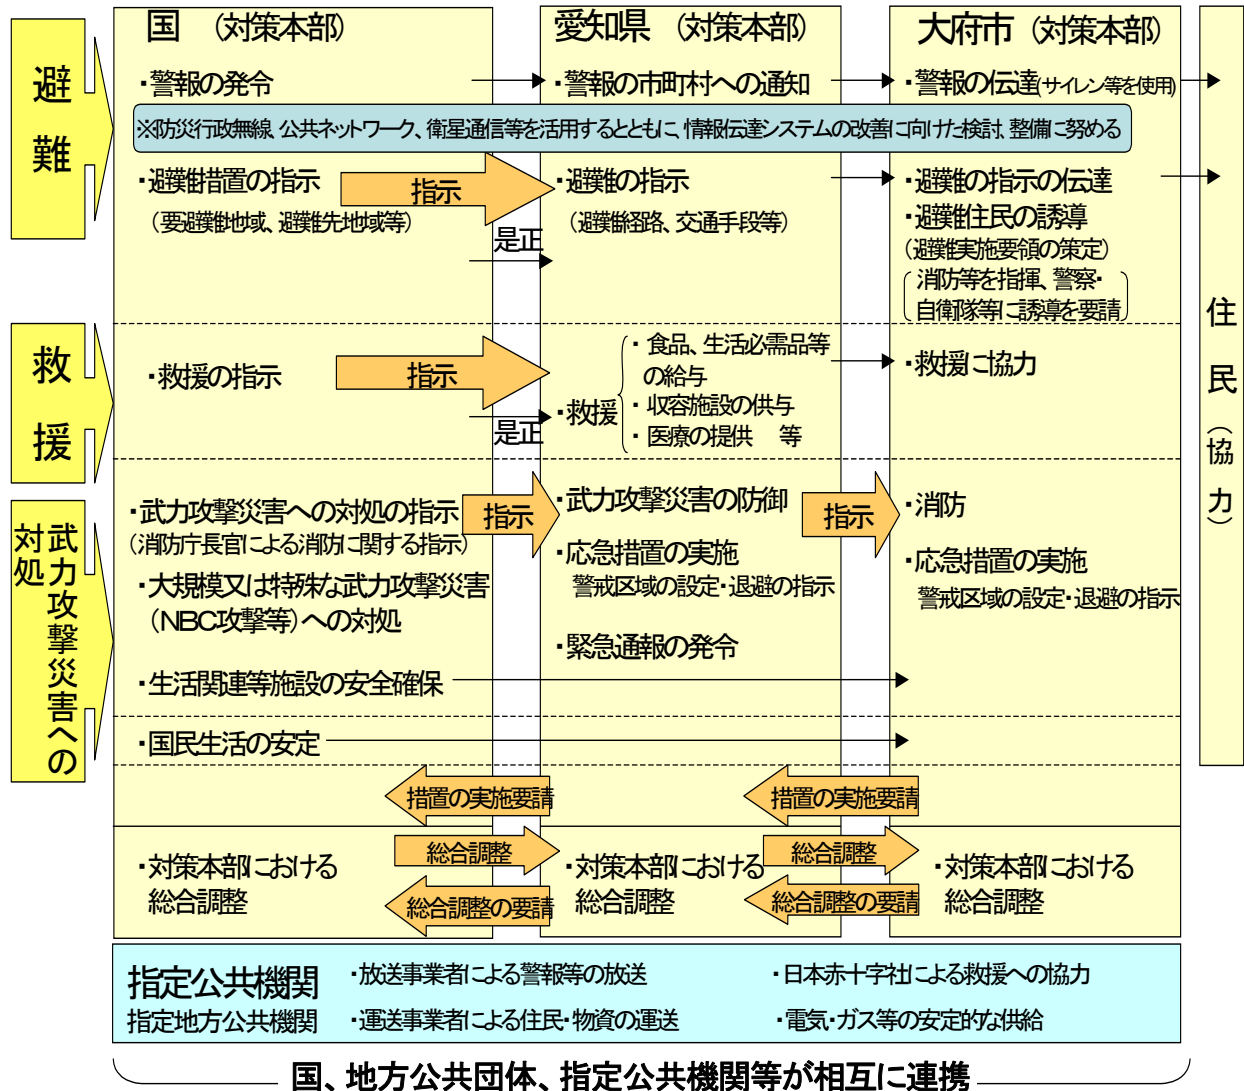 国 （対策本部）
愛知県 （対策本部）
大府市 （対策本部）
避難
・警報の発令
・警報の市町村への通知
・警報の伝達(サイレン等を使用)
※防災行政無線、公共ネットワーク、衛星通信等を活用するとともに、情報伝達システムの改善に向けた検討、整備に努める
・避難措置の指示
（要避難地域、避難先地域等）
指示
是正
・避難の指示
（避難経路、交通手段等）
・避難の指示の伝達
・避難住民の誘導
（避難実施要領の策定）
消防等を指揮、警察・
自衛隊等に誘導を要請
救援
・救援の指示
指示
是正
・救援
・食品、生活必需品等
の給与
・収容施設の供与
・医療の提供 等
・救援に協力
武力攻撃災害への
対処
・武力攻撃災害への対処の指示
（消防庁長官による消防に関する指示）
・大規模又は特殊な武力攻撃災害
（NBC攻撃等）への対処
・生活関連等施設の安全確保
指示
・武力攻撃災害の防御
・応急措置の実施
警戒区域の設定・退避の指示
・緊急通報の発令
指示
・消防
・応急措置の実施
警戒区域の設定・退避の指示
・国民生活の安定
措置の実施要請
措置の実施要請
・対策本部における
総合調整
総合調整
総合調整の要請
・対策本部における
総合調整
総合調整
総合調整の要請
・対策本部における
総合調整
住民（協力）
指定公共機関
指定地方公共機関
・放送事業者による警報等の放送
・日本赤十字社による救援への協力
・運送事業者による住民・物資の運送
・電気・ガス等の安定的な供給
国、地方公共団体、指定公共機関等が相互に連携